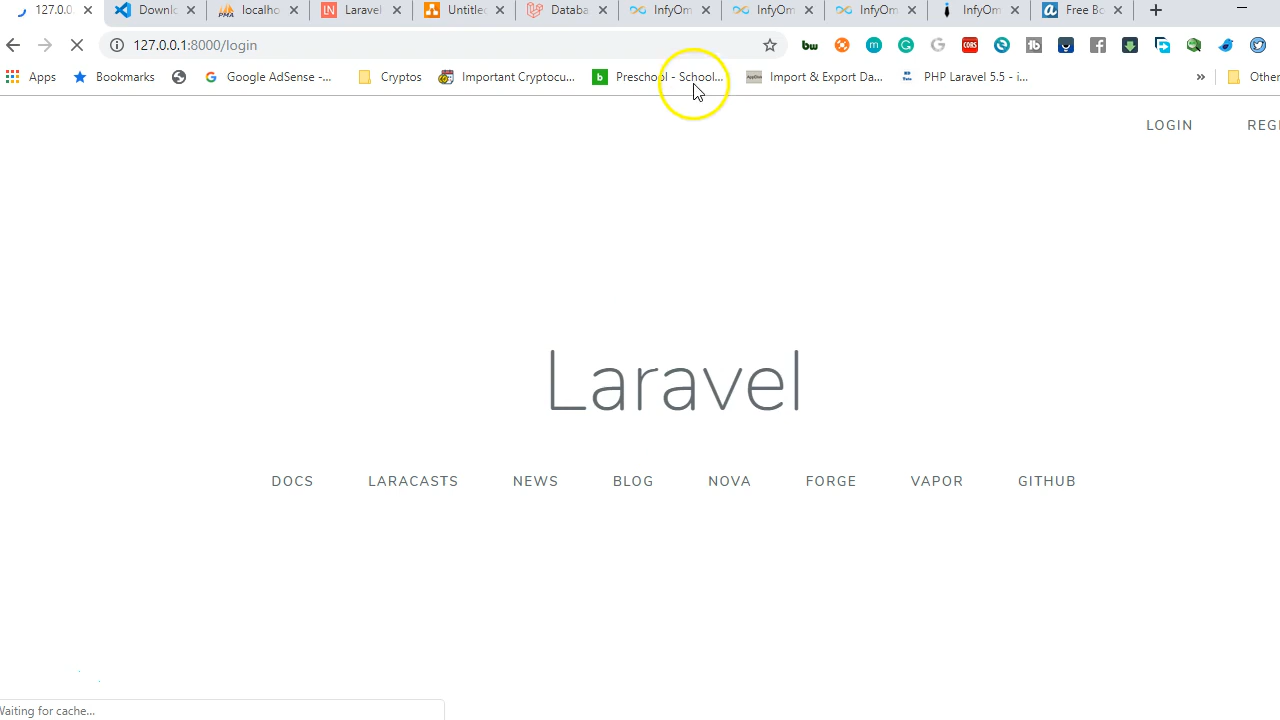 127.0.0. Downlo localho Laravel Untitle Databa InfyOm InfyOm InfyOm InfyOm Free Bo
127.0.0.1:8000/login
Apps Bookmarks Google AdSense -... Cryptos Important Cryptocu... Preschool - School... Import & Export Da... PHP Laravel 5.5 - i... » Other
LOGIN REGI
Laravel
DOCS LARACASTS NEWS BLOG NOVA FORGE VAPOR GITHUB
Waiting for cache...